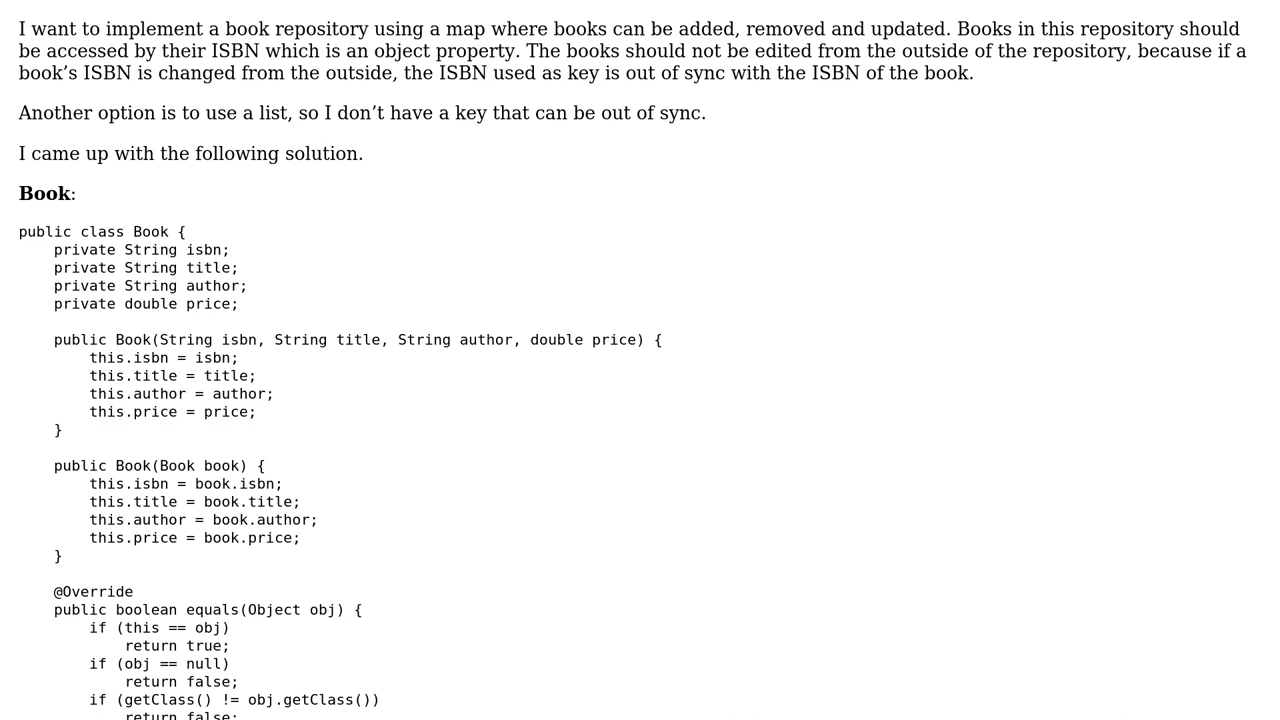 I want to implement a book repository using a map where books can be added, removed and updated. Books in this repository should
be accessed by their ISBN which is an object property. The books should not be edited from the outside of the repository, because if a
book’s ISBN is changed from the outside, the ISBN used as key is out of sync with the ISBN of the book.
Another option is to use a list, so I don’t have a key that can be out of sync.
I came up with the following solution.
Book:
public class Book {
    private String isbn;
    private String title;
    private String author;
    private double price;
    public Book(String isbn, String title, String author, double price) {
        this.isbn = isbn;
        this.title = title;
        this.author = author;
        this.price = price;
    }
    public Book(Book book) {
        this.isbn = book.isbn;
        this.title = book.title;
        this.author = book.author;
        this.price = book.price;
    }
    @Override
    public boolean equals(Object obj) {
        if (this == obj)
            return true;
        if (obj == null)
            return false;
        if (getClass() != obj.getClass())
            return false;